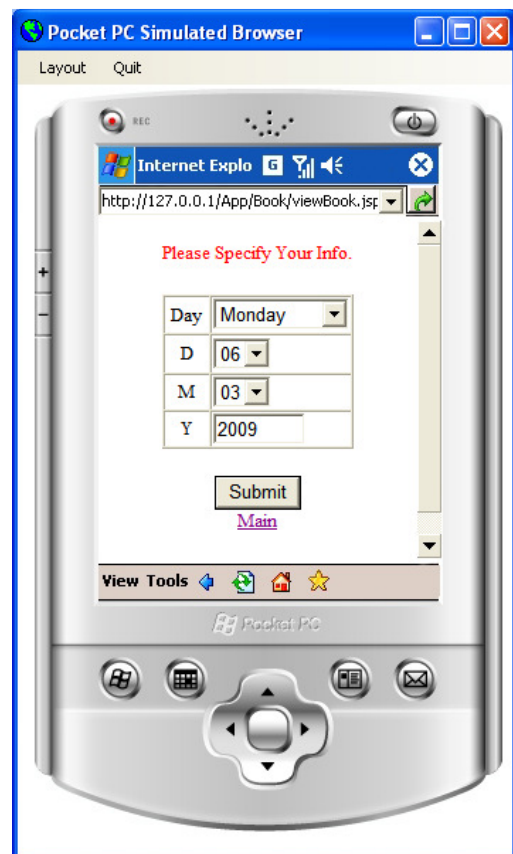 Pocket PC Simulated Browser
Layout Quit
REC
Internet Explo G
http://127.0.0.1/App/Book/viewBook.jsp
Please Specify Your Info.
Day Monday
D 06
M 03
Y 2009
Submit
Main
View Tools
Pocket PC